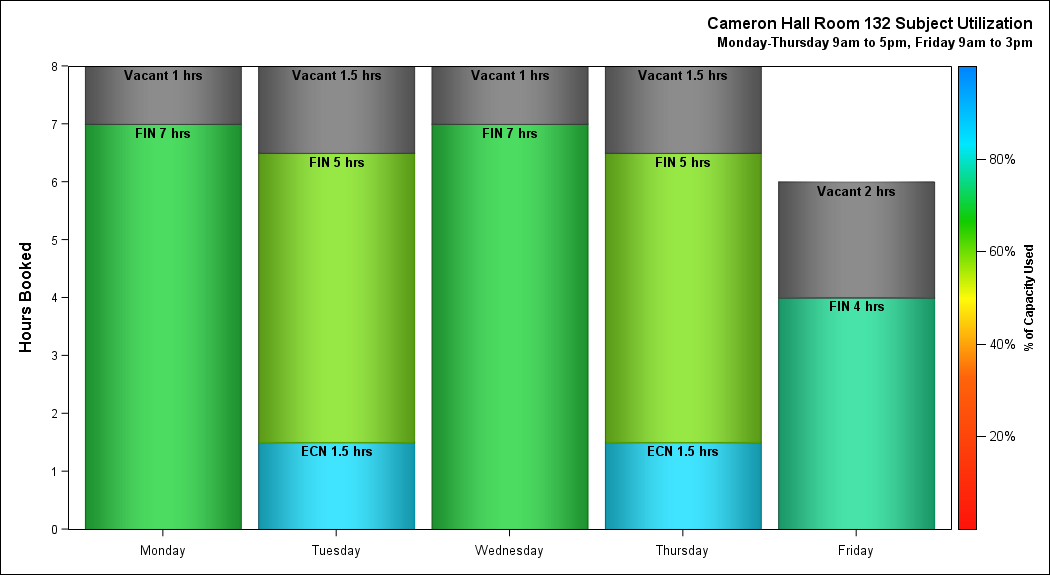 Cameron Hall Room 132 Subject Utilization
Monday-Thursday 9am to 5pm, Friday 9am to 3pm
Hours Booked
8
7
6
5
4
3
2
1
0
Vacant 1 hrs
FIN 7 hrs
Vacant 1.5 hrs
FIN 5 hrs
ECN 1.5 hrs
Vacant 1 hrs
FIN 7 hrs
Vacant 1.5 hrs
FIN 5 hrs
ECN 1.5 hrs
Vacant 2 hrs
FIN 4 hrs
Monday
Tuesday
Wednesday
Thursday
Friday
80%
60%
40%
20%
% of Capacity Used